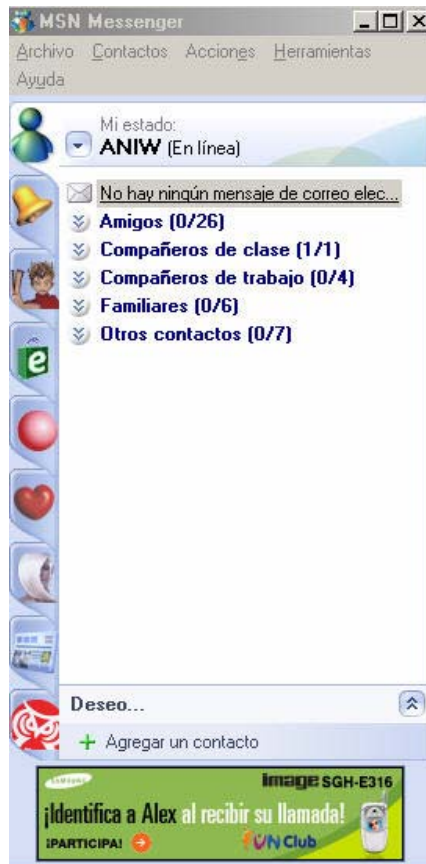 MSN Messenger
Archivo Contactos Acciones Herramientas
Ayuda
Mi estado:
ANIW (En línea)
No hay ningún mensaje de correo elec...
Amigos (0/26)
Compañeros de clase (1/1)
Compañeros de trabajo (0/4)
Familiares (0/6)
Otros contactos (0/7)
e
Deseo...
+ Agregar un contacto
SAMSUNG
image SGH-E316
¡Identifica a Alex al recibir su llamada!
¡PARTICIPA!
FUN Club